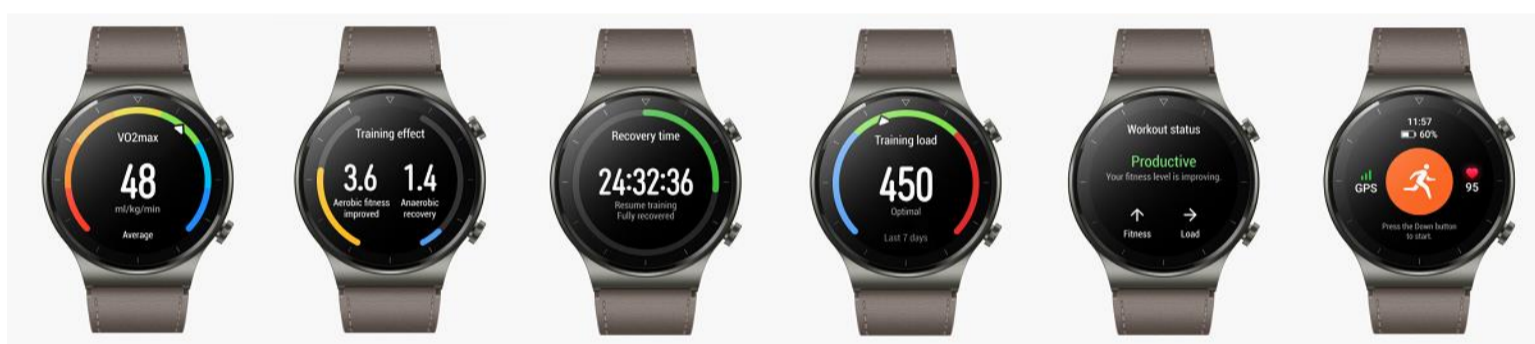 VO2max
48
ml/kg/min
Average
Training effect
3.6 1.4
Aerobic fitness improved
Anaerobic recovery
Recovery time
24:32:36
Resume training
Fully recovered
Training load
450
Optimal
Last 7 days
Workout status
Productive
Your fitness level is improving.
Fitness Load
11:57
60%
GPS
95
Press the Down button
to start.